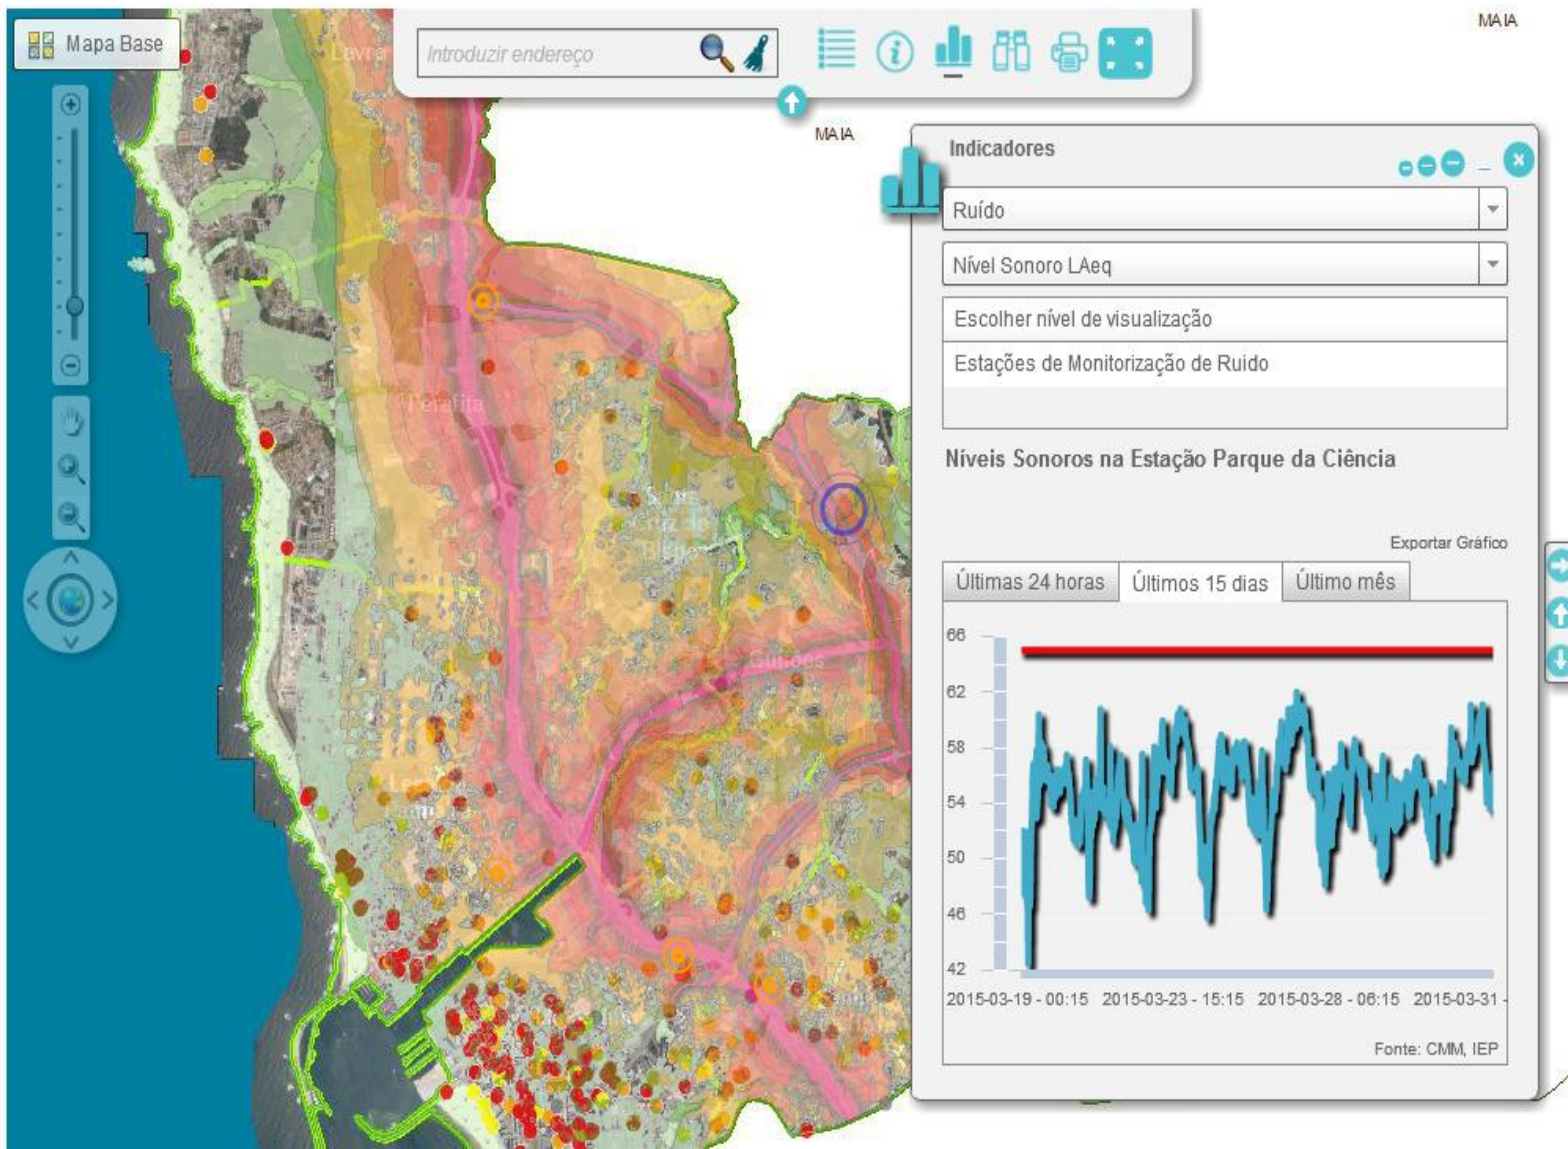 MAIA
Mapa Base
Lavra
Introduzir endereço
MAIA
Indicadores
Ruído
Nível Sonoro LAeq
Escolher nível de visualização
Estações de Monitorização de Ruido
Perafita
Níveis Sonoros na Estação Parque da Ciência
Exportar Gráfico
Últimas 24 horas
Últimos 15 dias
Último mês
66
62
58
54
50
46
42
2015-03-19 - 00:15 2015-03-23 - 15:15 2015-03-28 - 06:15 2015-03-31 -
Fonte: CMM, IEP